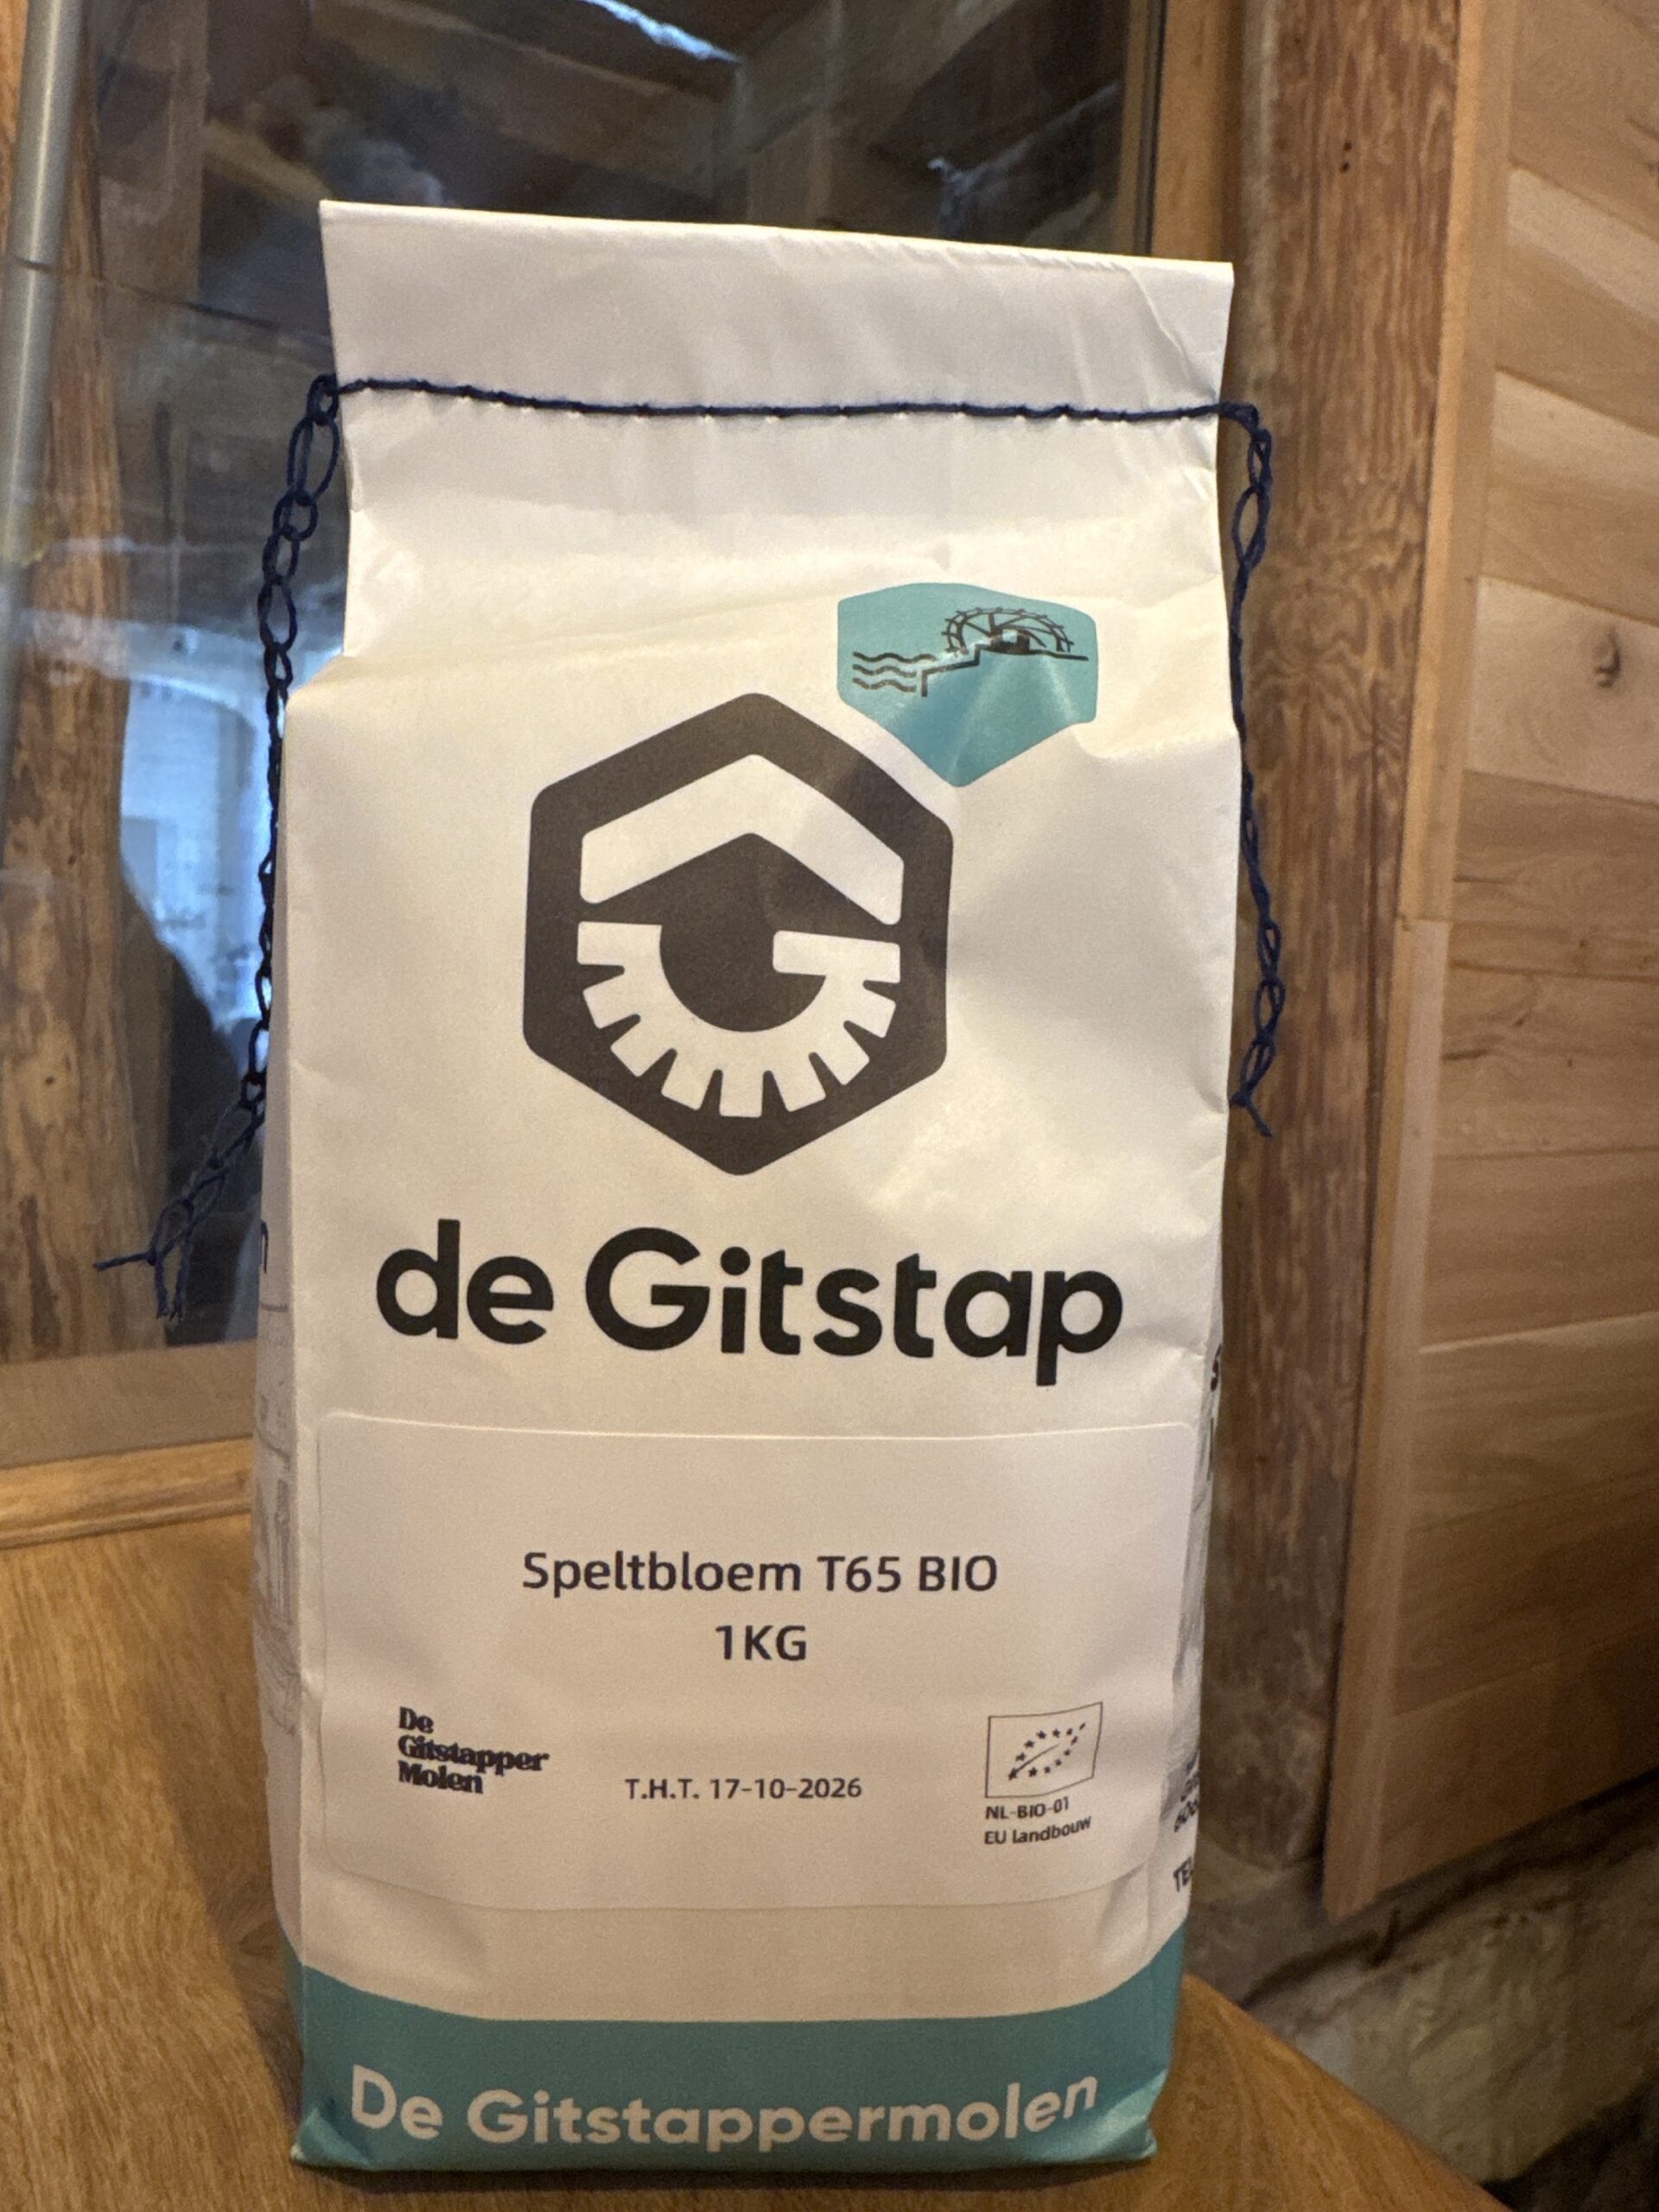 de Gitstap
Speltbloem T65 BIO
1KG
De
Gitstapper
Molen
T.H.T. 17-10-2026
NL-BIO-01
EU landbouw
De Gitstappermolen